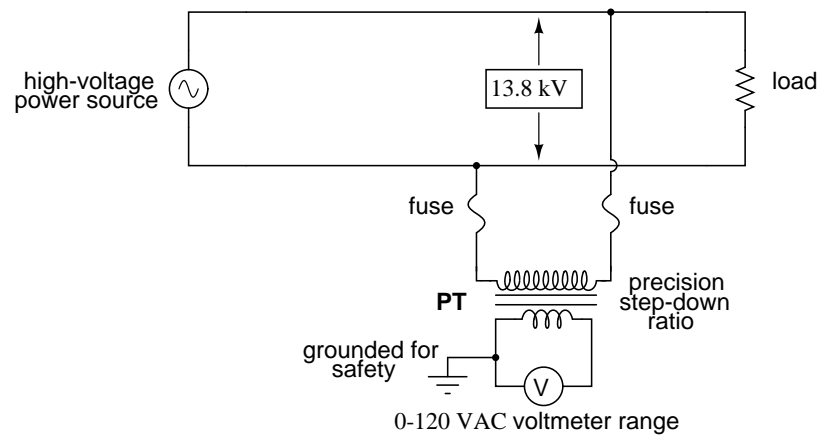 high-voltage
power source
13.8 kV
load
fuse
fuse
PT
precision
step-down
ratio
grounded for
safety
V
0-120 VAC voltmeter range